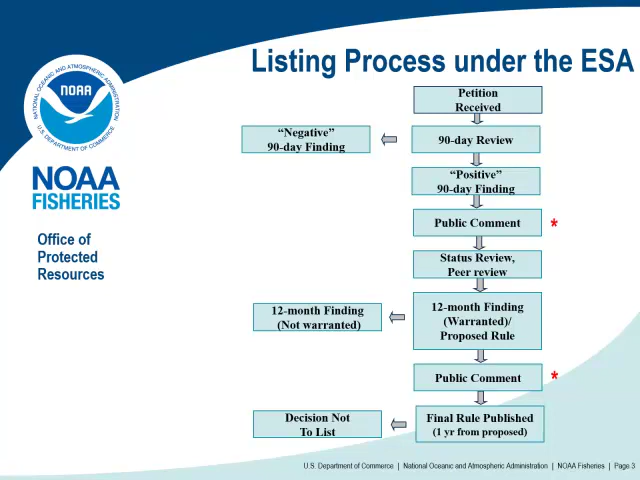 Listing Process under the ESA
NATIONAL OCEANIC AND ATMOSPHERIC ADMINISTRATION
NOAA
U.S. DEPARTMENT OF COMMERCE
NOAA
FISHERIES
Office of
Protected
Resources
Petition
Received
“Negative”
90-day Finding
90-day Review
“Positive”
90-day Finding
Public Comment *
Status Review,
Peer review
12-month Finding
(Not warranted)
12-month Finding
(Warranted)/
Proposed Rule
Public Comment *
Decision Not
To List
Final Rule Published
(1 yr from proposed)
U.S. Department of Commerce | National Oceanic and Atmospheric Administration | NOAA Fisheries | Page 3